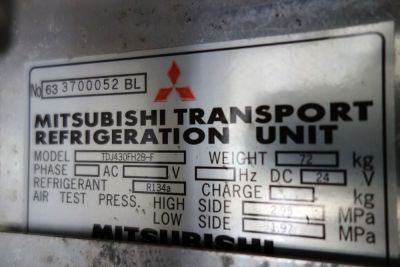 No 63 3700052 BL
MITSUBISHI TRANSPORT
REFRIGERATION UNIT
MODEL TDJ430FH2B-F WEIGHT 72 kg
PHASE AC V Hz DC 24 V
REFRIGERANT R134a CHARGE kg
AIR TEST PRESS. HIGH SIDE MPa
LOW SIDE MPa
MITSUBISHI